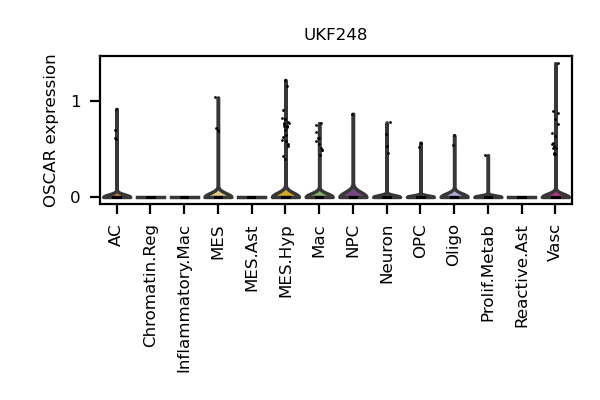 UKF248
OSCAR expression
1
0
AC
Chromatin.Reg
Inflammatory.Mac
MES
MES.Ast
MES.Hyp
Mac
NPC
Neuron
OPC
Oligo
Prolif.Metab
Reactive.Ast
Vasc